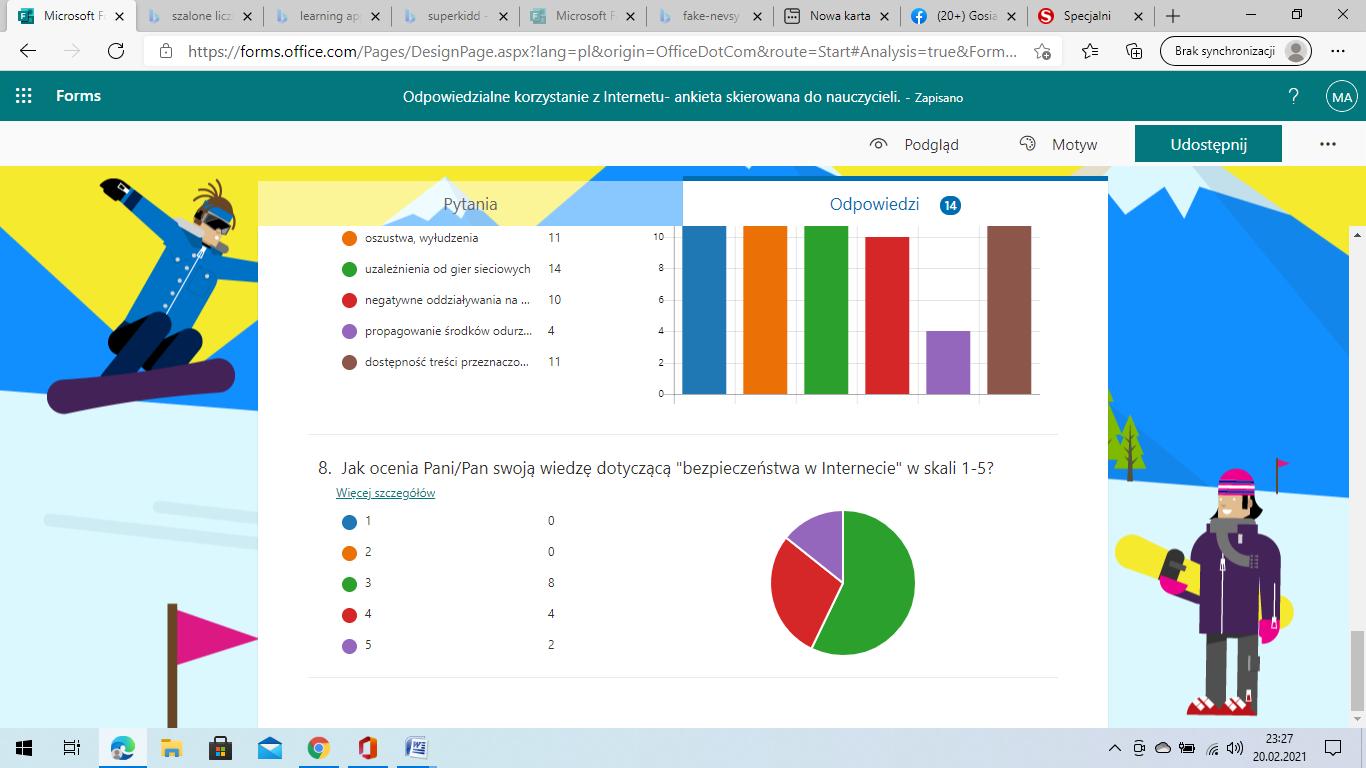 Microsoft Fo
szalone licz
learning app
superkidd -
Microsoft Fo
fake-nevsy
Nowa karta
(20+) Gosia
Specjalni
https://forms.office.com/Pages/DesignPage.aspx?lang=pl&origin=OfficeDotCom&route=Start#Analysis=true&Form...
Brak synchronizacji
Forms
Odpowiedzialne korzystanie z Internetu- ankieta skierowana do nauczycieli. - Zapisano
?
MA
Podgląd
Motyw
Udostępnij
Pytania
Odpowiedzi 14
oszustwa, wyłudzenia 11
uzależnienia od gier sieciowych 14
negatywne oddziaływania na ... 10
propagowanie środków odurz... 4
dostępność treści przeznaczo... 11
10
8
6
4
2
0
8. Jak ocenia Pani/Pan swoją wiedzę dotyczącą "bezpieczeństwa w Internecie" w skali 1-5?
Więcej szczegółów
1 0
2 0
3 8
4 4
5 2
23:27
20.02.2021